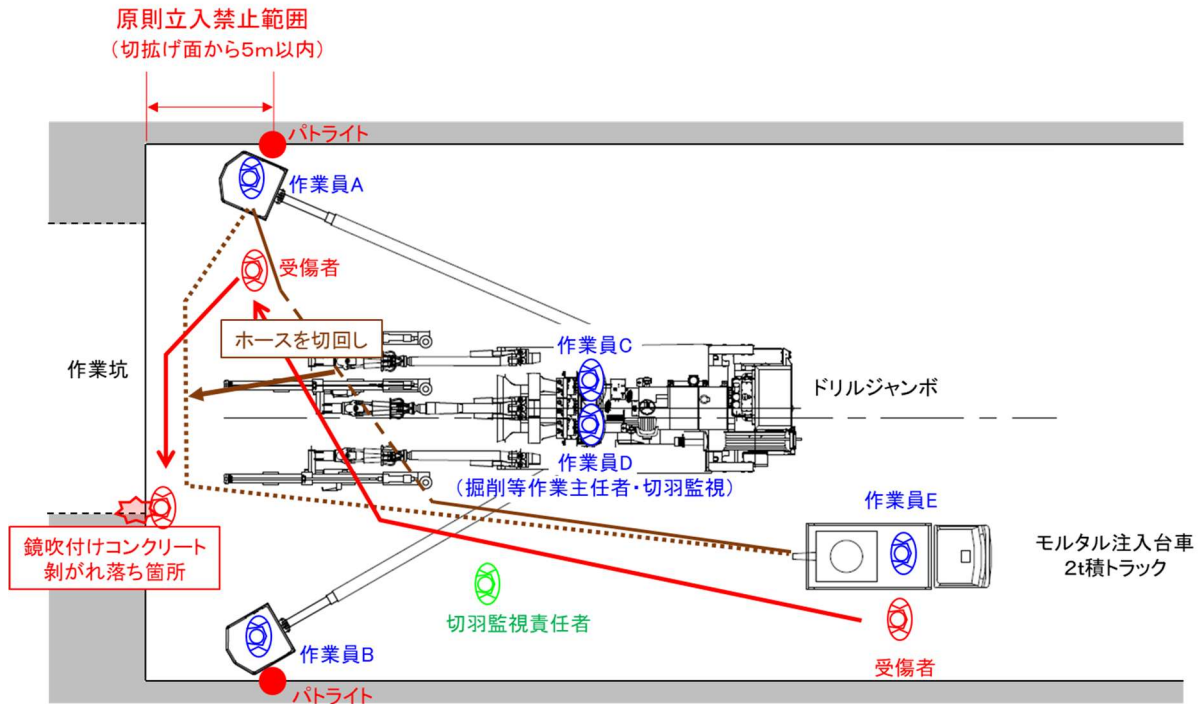 原則立入禁止範囲
(切拡げ面から5m以内)
パトライト
作業員A
受傷者
ホースを切回し
作業員C
作業坑
ドリルジャンボ
作業員D
(掘削等作業主任者・切羽監視)
作業員E
鏡吹付けコンクリート
剝がれ落ち箇所
モルタル注入台車
2t積トラック
切羽監視責任者
作業員B
受傷者
パトライト